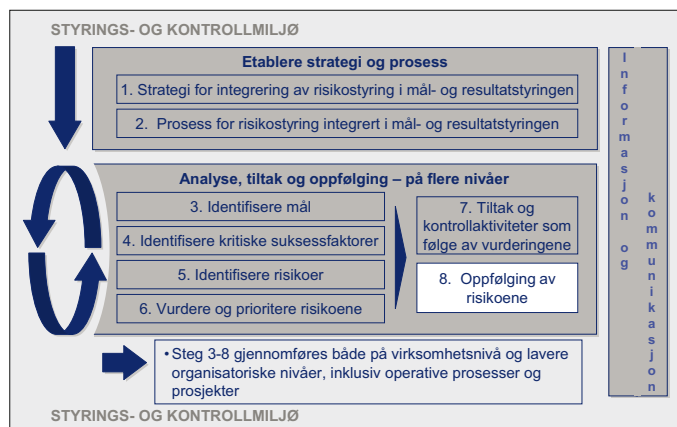 STYRINGS- OG KONTROLLMILJØ
Etablere strategi og prosess
1. Strategi for integrering av risikostyring i mål- og resultatstyringen
2. Prosess for risikostyring integrert i mål- og resultatstyringen
Analyse, tiltak og oppfølging – på flere nivåer
3. Identifisere mål
4. Identifisere kritiske suksessfaktorer
5. Identifisere risikoer
6. Vurdere og prioritere risikoene
7. Tiltak og
kontrollaktiviteter som
følge av vurderingene
8. Oppfølging av
risikoene
• Steg 3-8 gjennomføres både på virksomhetsnivå og lavere
organisatoriske nivåer, inklusiv operative prosesser og
prosjekter
STYRINGS- OG KONTROLLMILJØ
Informasjon og
kommunikasjon